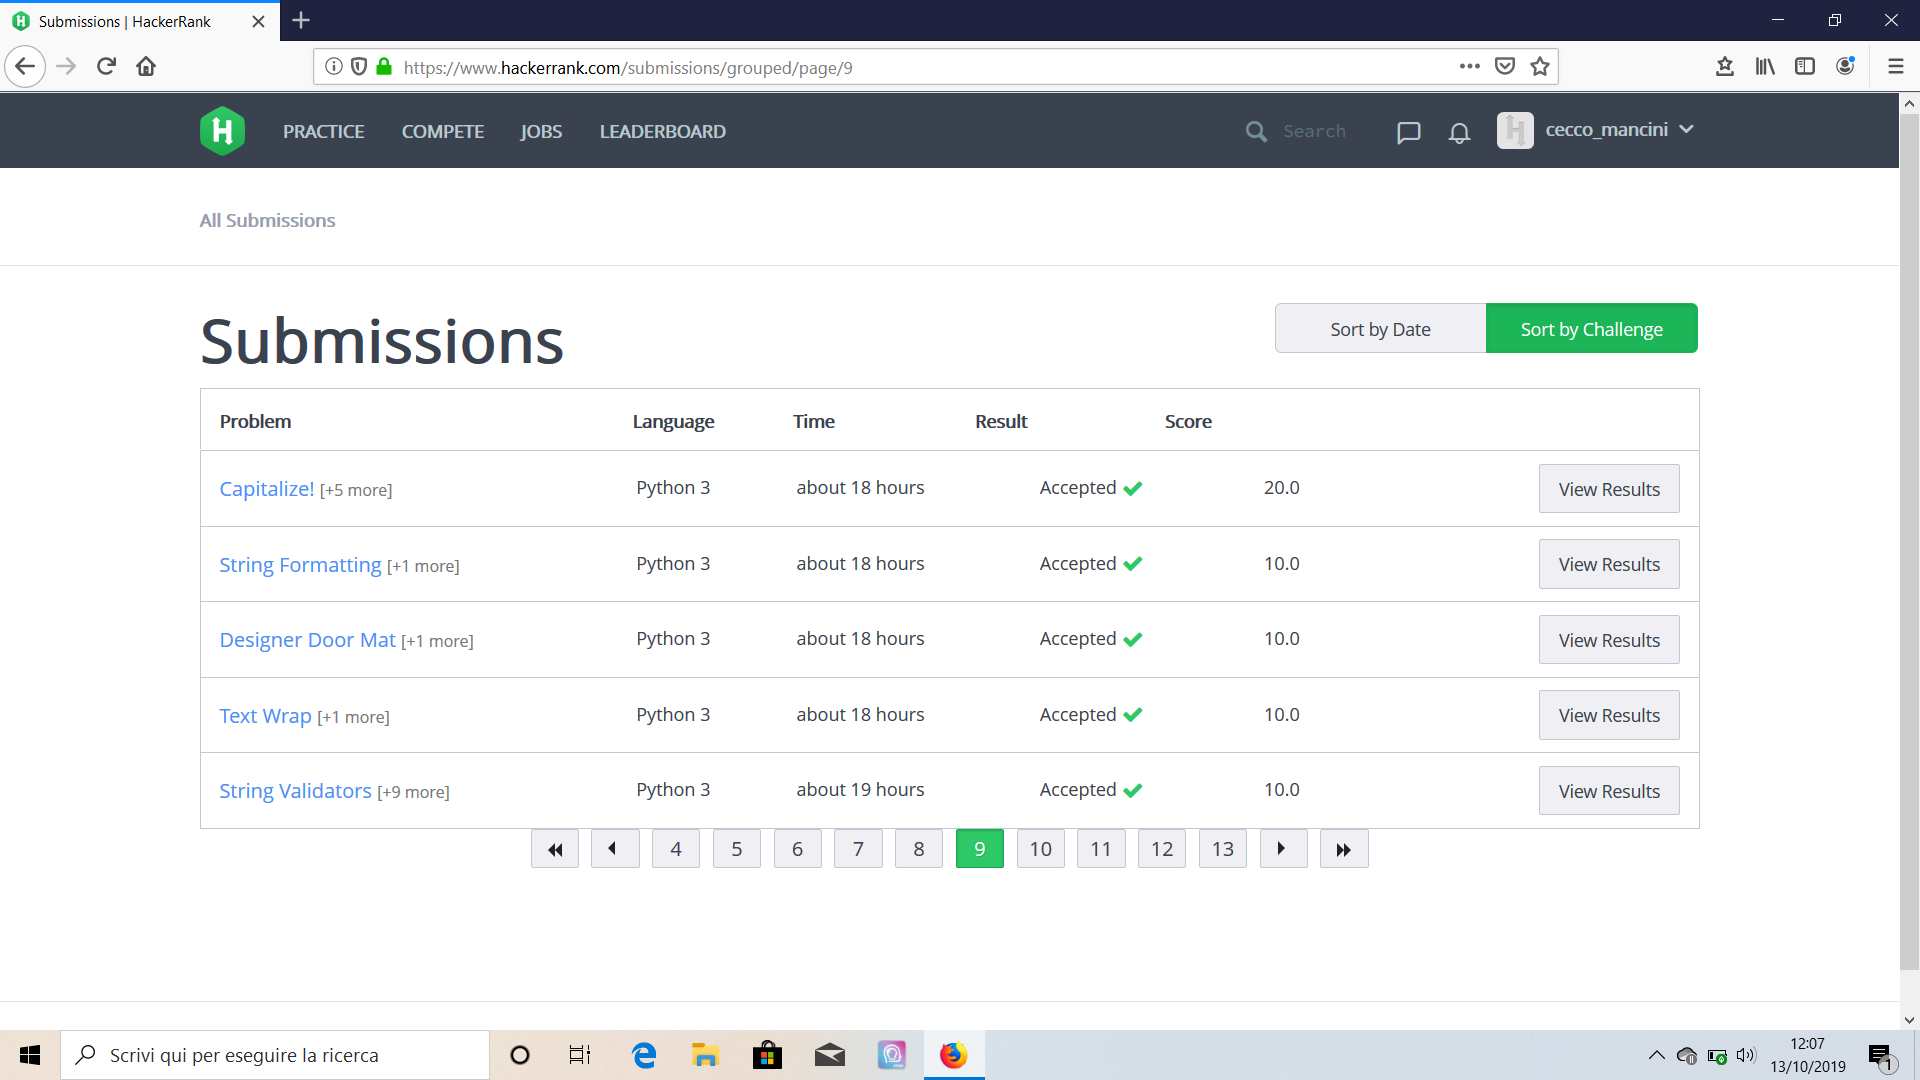 Submissions | HackerRank
https://www.hackerrank.com/submissions/grouped/page/9
PRACTICE COMPETE JOBS LEADERBOARD Search cecco_mancini
All Submissions
Submissions
Sort by Date Sort by Challenge
Problem Language Time Result Score
Capitalize! [+5 more] Python 3 about 18 hours Accepted 20.0 View Results
String Formatting [+1 more] Python 3 about 18 hours Accepted 10.0 View Results
Designer Door Mat [+1 more] Python 3 about 18 hours Accepted 10.0 View Results
Text Wrap [+1 more] Python 3 about 18 hours Accepted 10.0 View Results
String Validators [+9 more] Python 3 about 19 hours Accepted 10.0 View Results
4 5 6 7 8 9 10 11 12 13
Scrivi qui per eseguire la ricerca
12:07
13/10/2019
1